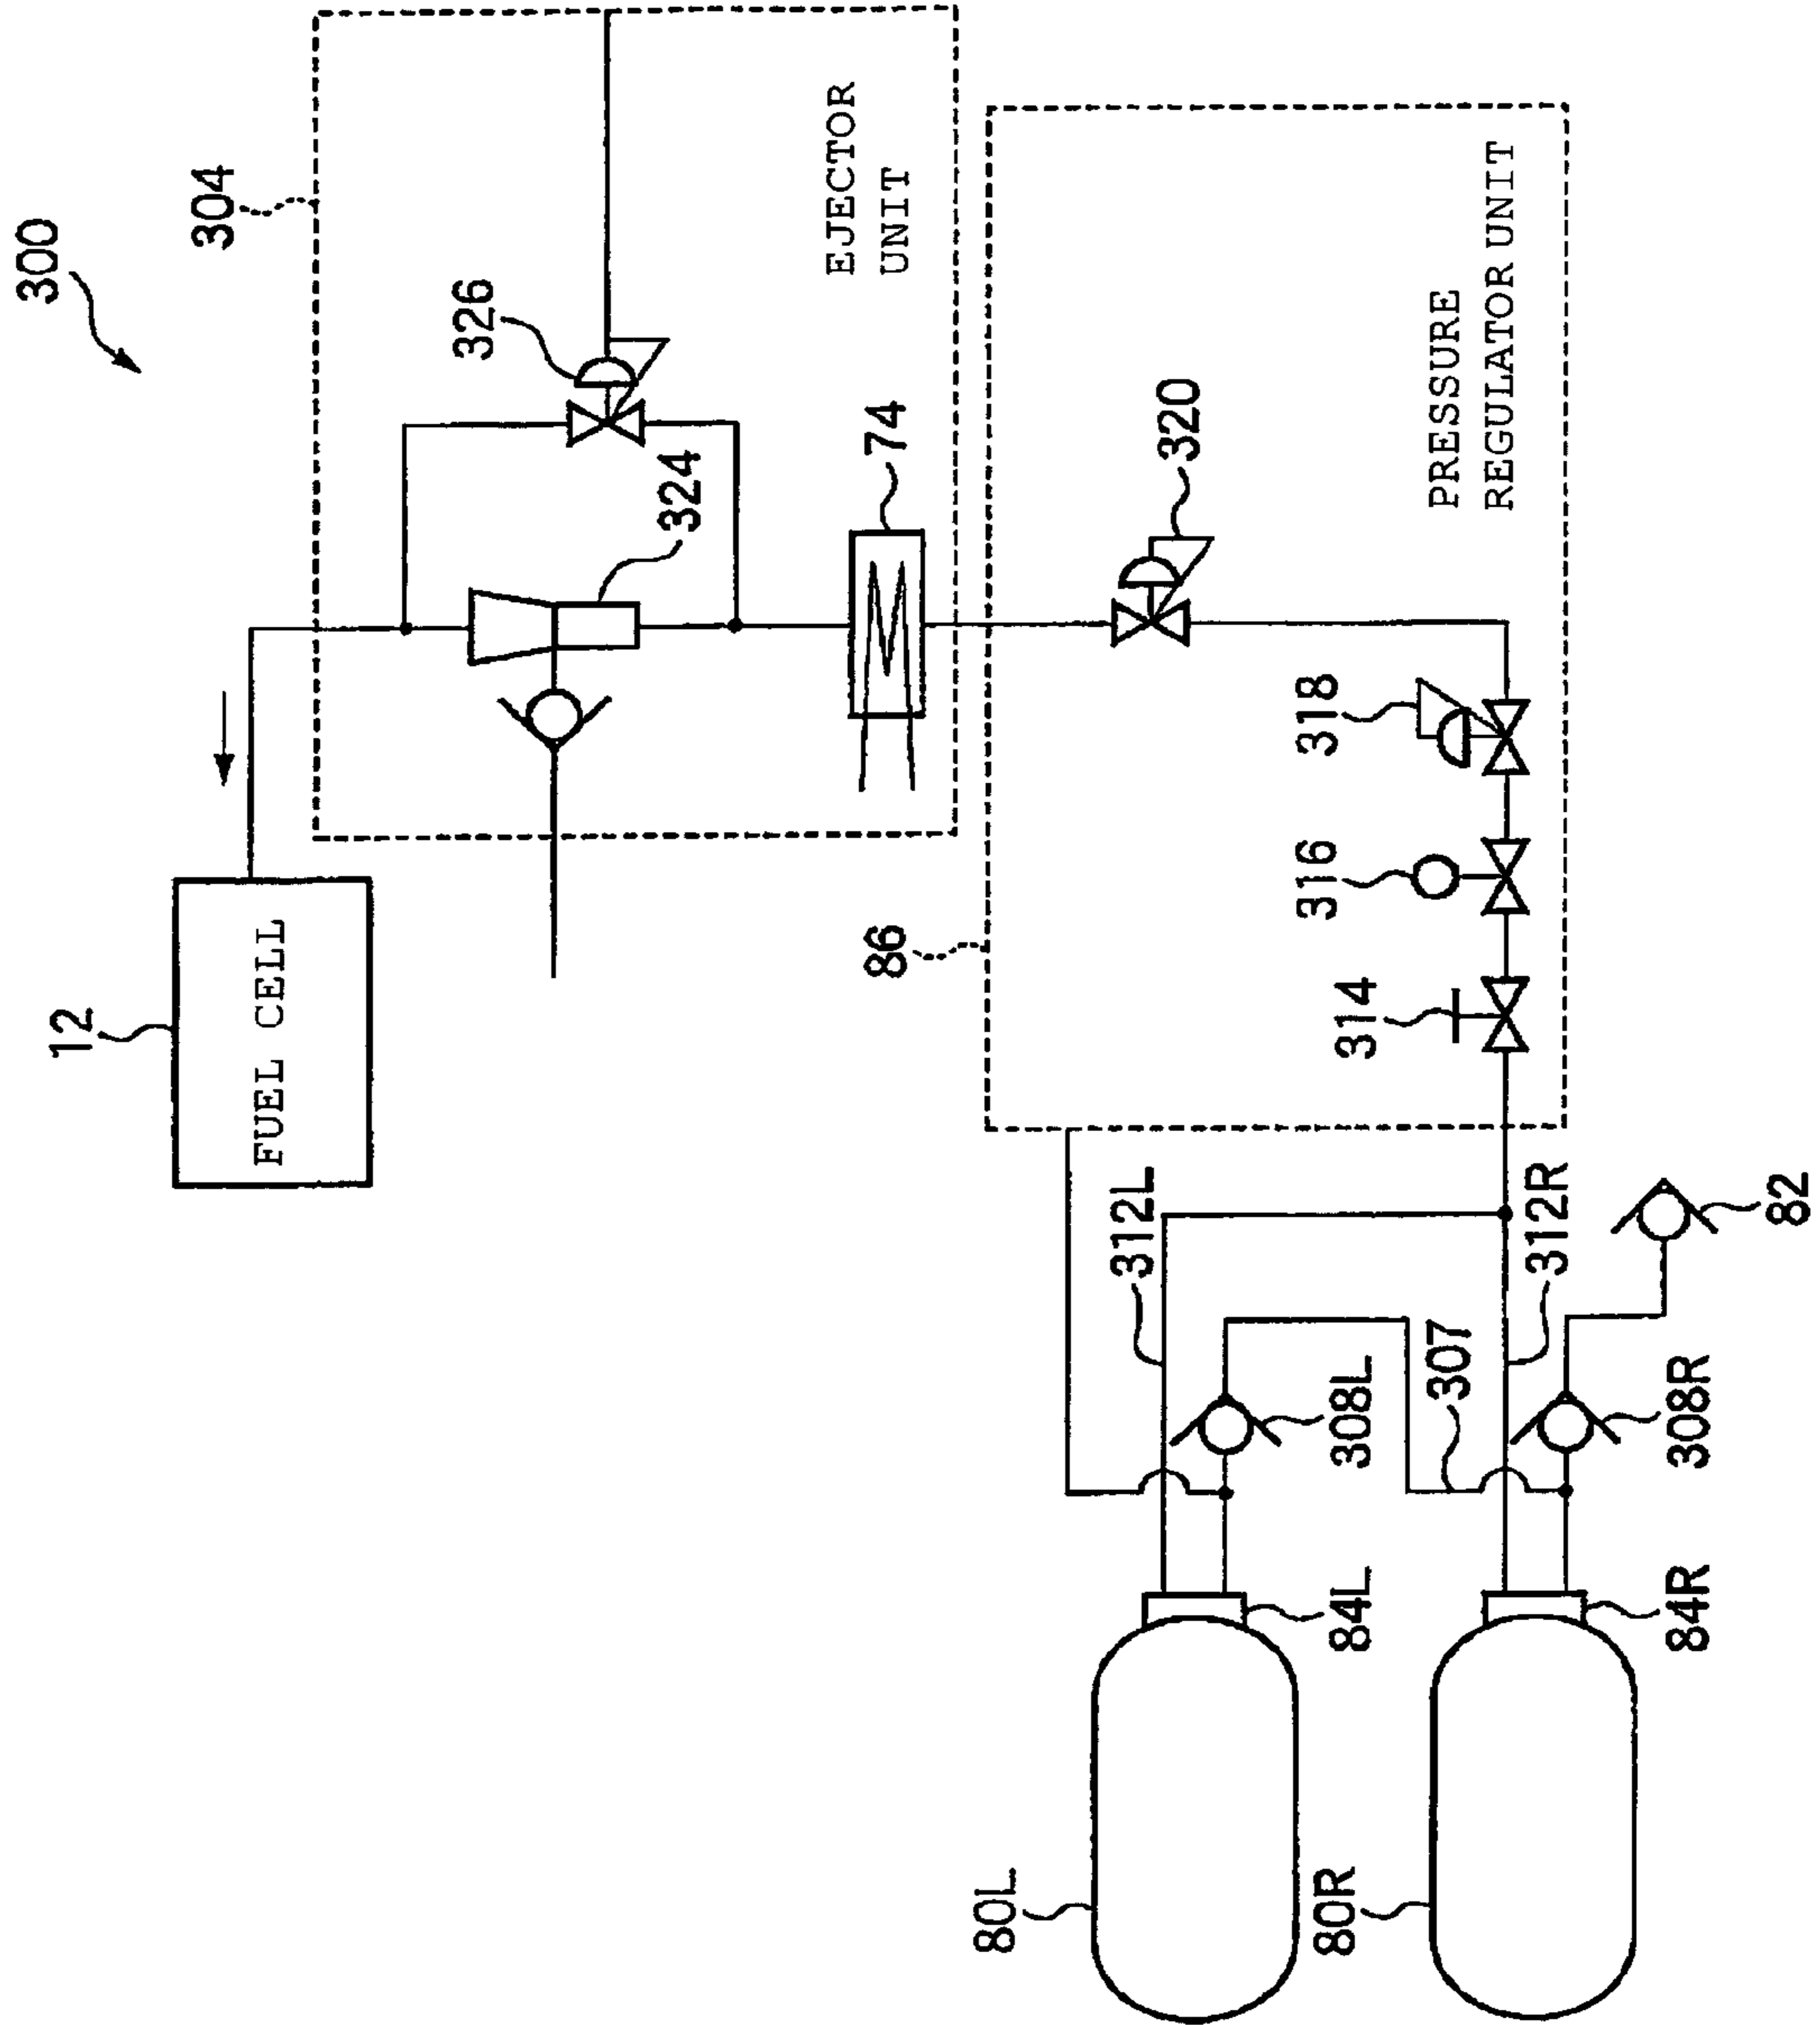 300
12
304
FUEL CELL
326
324
EJECTOR
UNIT
86
74
80L
312L
320
316
318
80R
84L
308L
314
307
PRESSURE
REGULATOR UNIT
312R
84R
308R
82